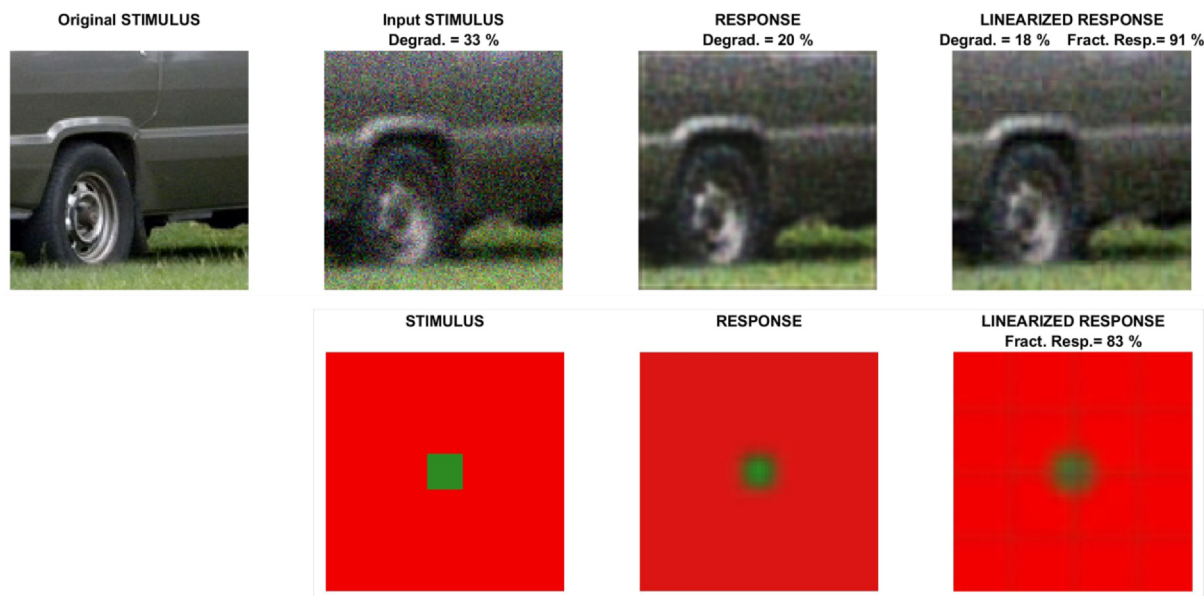 Original STIMULUS
Input STIMULUS
Degrad. = 33 %
RESPONSE
Degrad. = 20 %
LINEARIZED RESPONSE
Degrad. = 18 % Fract. Resp.= 91 %
STIMULUS
RESPONSE
LINEARIZED RESPONSE
Fract. Resp.= 83 %